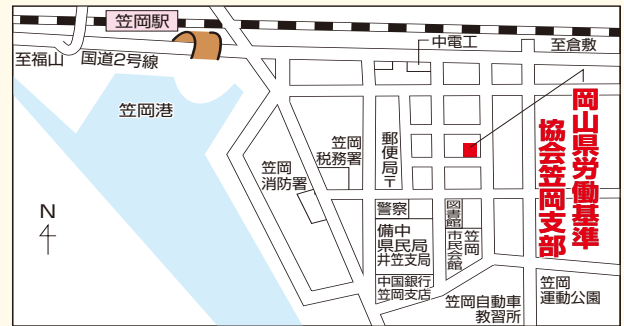 笠岡駅
中電工
至倉敷
至福山
国道2号線
笠岡港
岡山県労働基準
協会笠岡支部
笠岡
税務署
郵便局〒
笠岡
消防署
N
警察
図書館
笠岡
市民会館
備中
県民局
井笠支局
中国銀行
笠岡支店
笠岡自動車
教習所
笠岡
運動公園